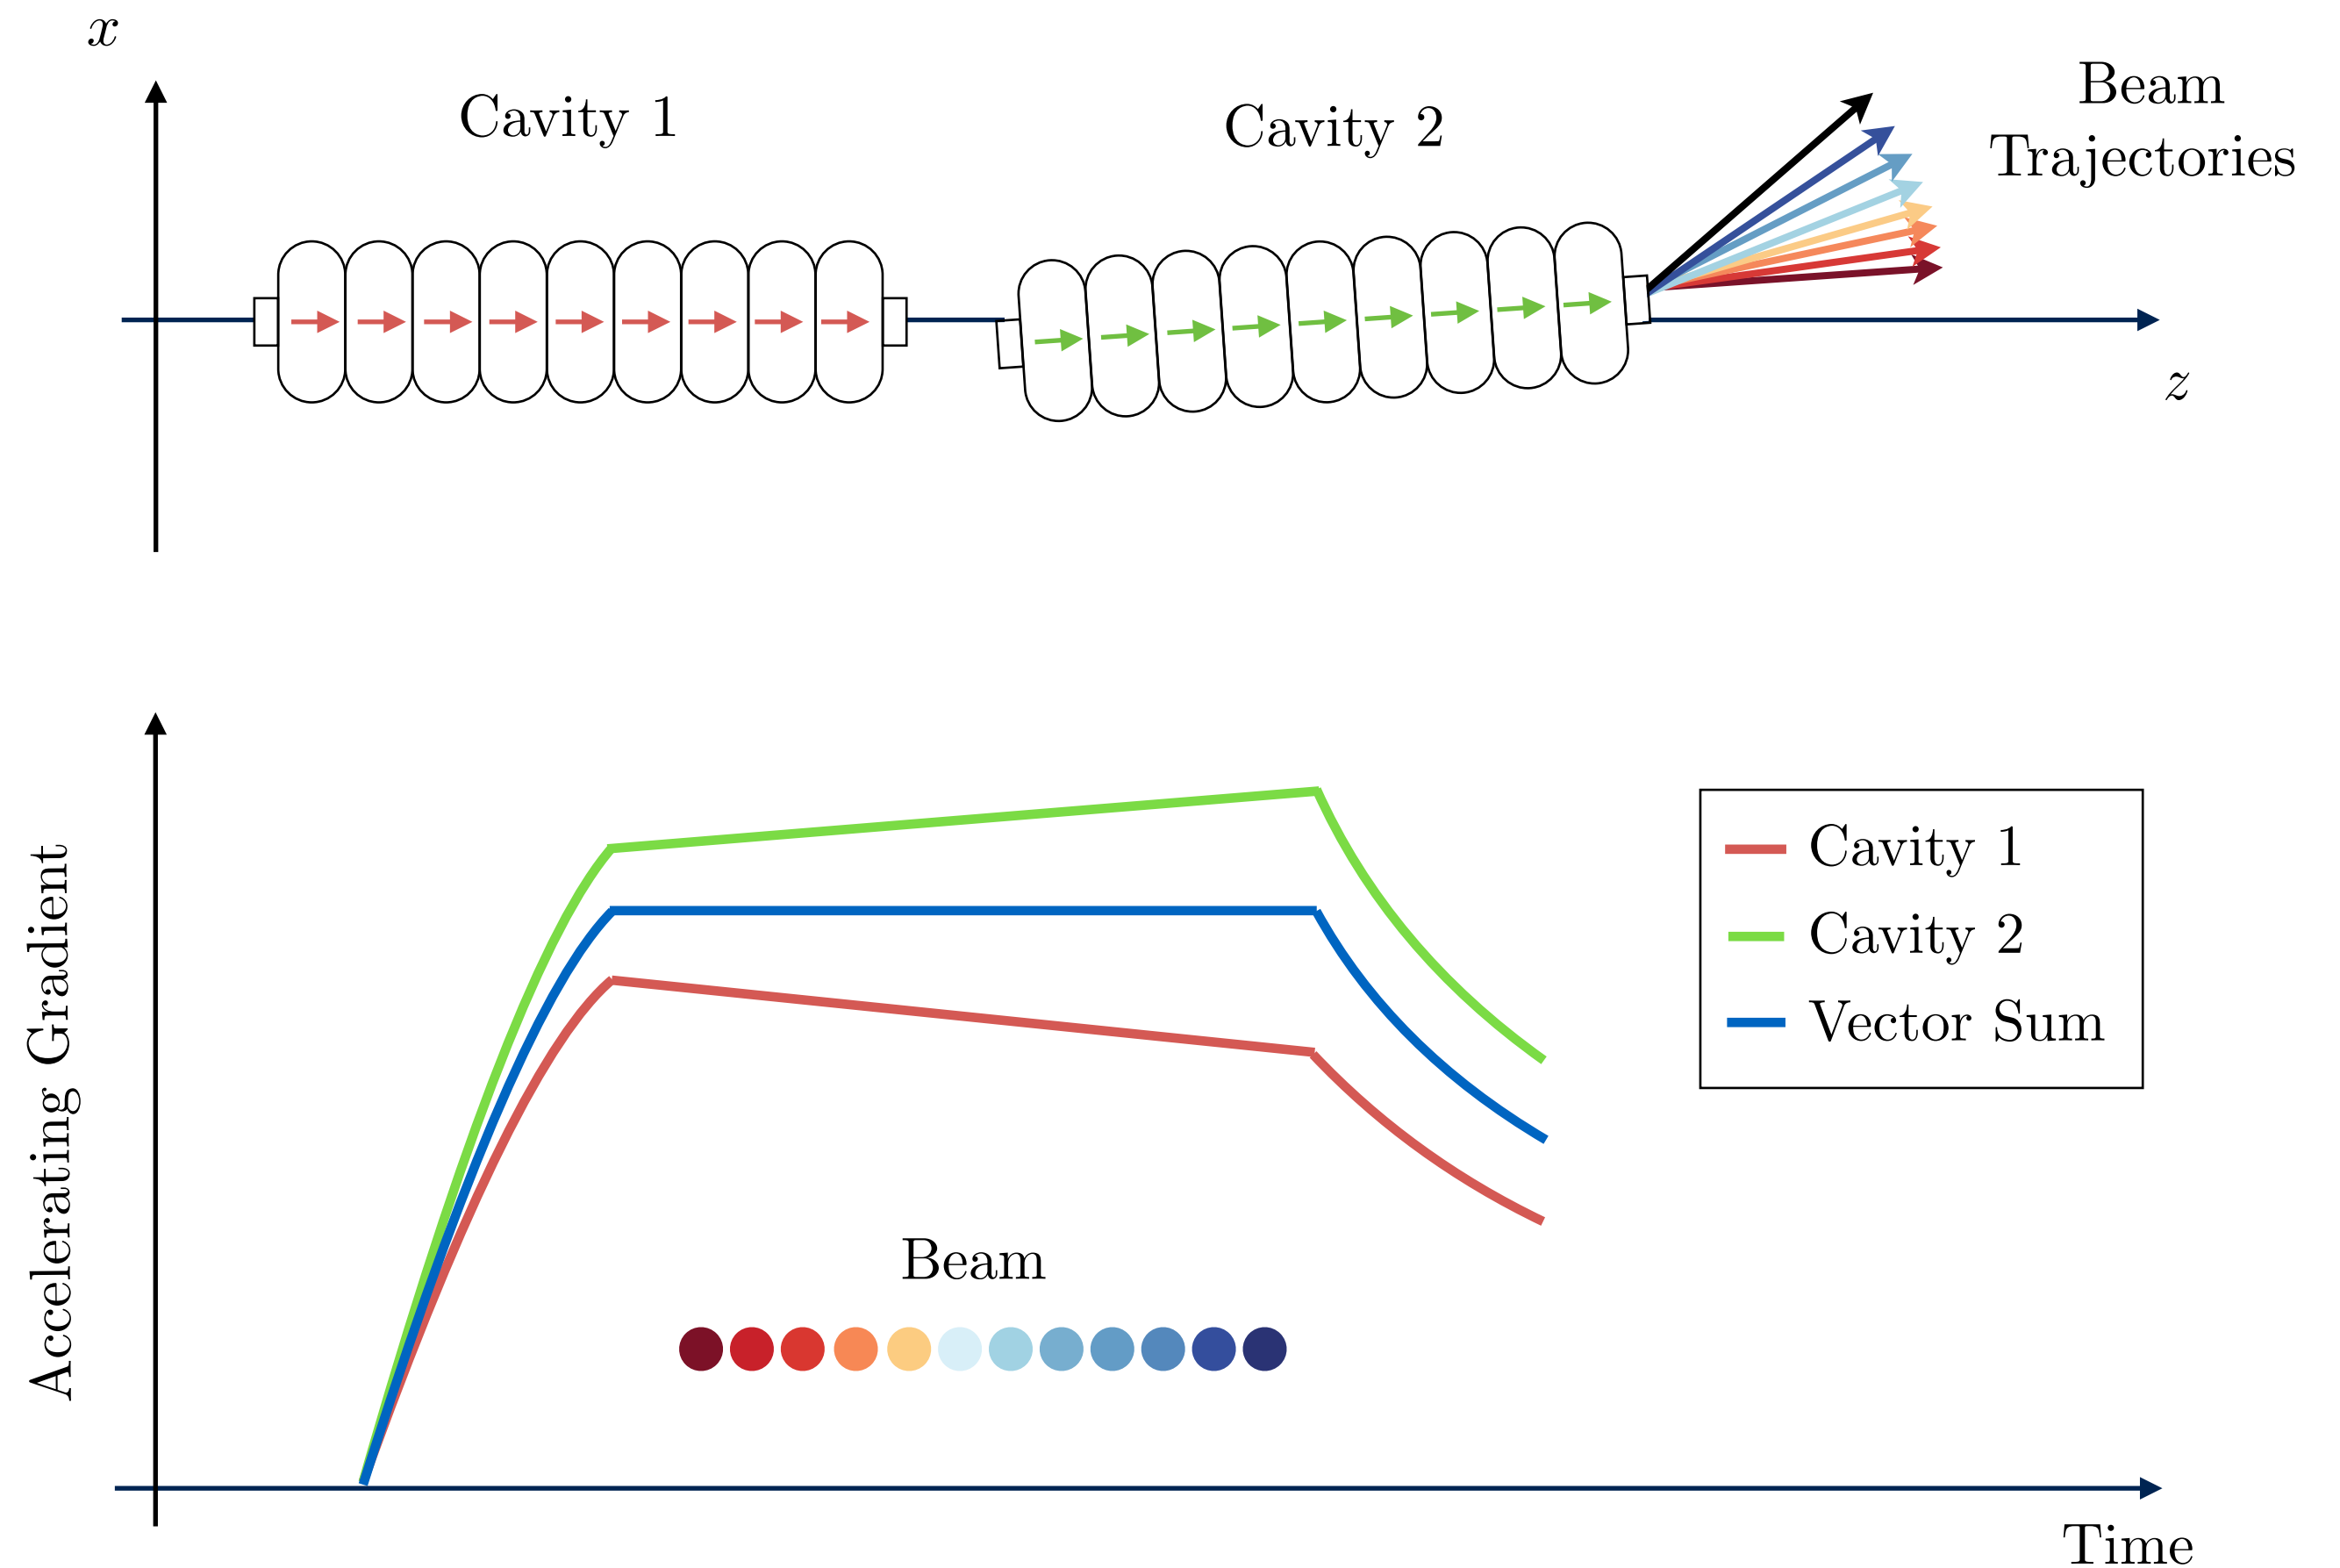 x
Cavity 1
Cavity 2
Beam
Trajectories
z
Accelerating Gradient
Cavity 1
Cavity 2
Vector Sum
Beam
Time